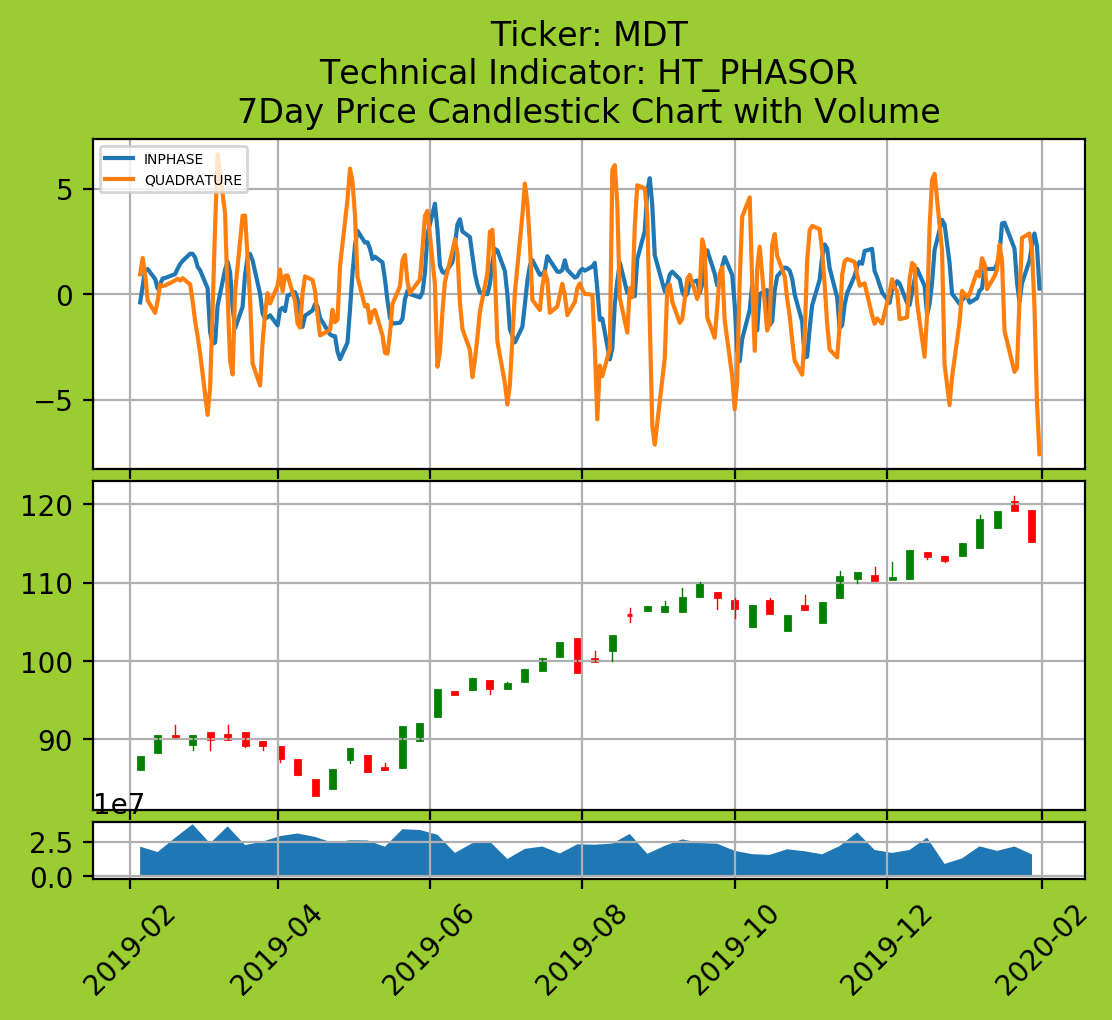 Ticker: MDT
Technical Indicator: HT_PHASOR
7Day Price Candlestick Chart with Volume
INPHASE
QUADRATURE
5
0
−5
120
110
100
90
1e7
2.5
0.0
2019-02
2019-04
2019-06
2019-08
2019-10
2019-12
2020-02